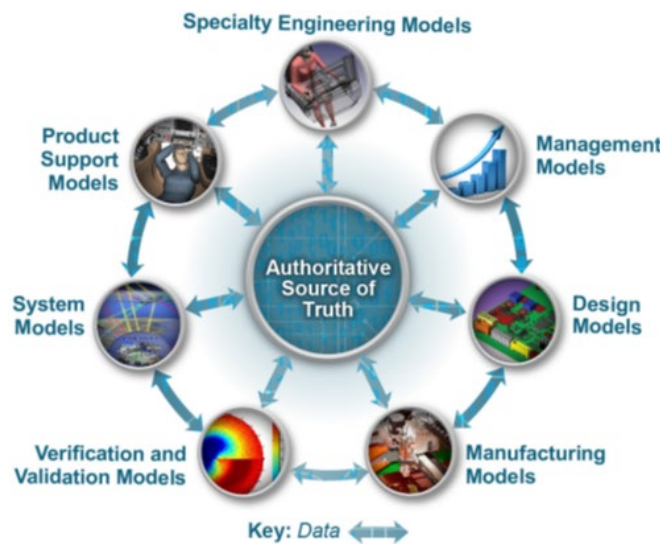 Specialty Engineering Models
Product
Support
Models
Management
Models
Authoritative
Source of
Truth
System
Models
Design
Models
Verification and
Validation Models
Manufacturing
Models
Key: Data